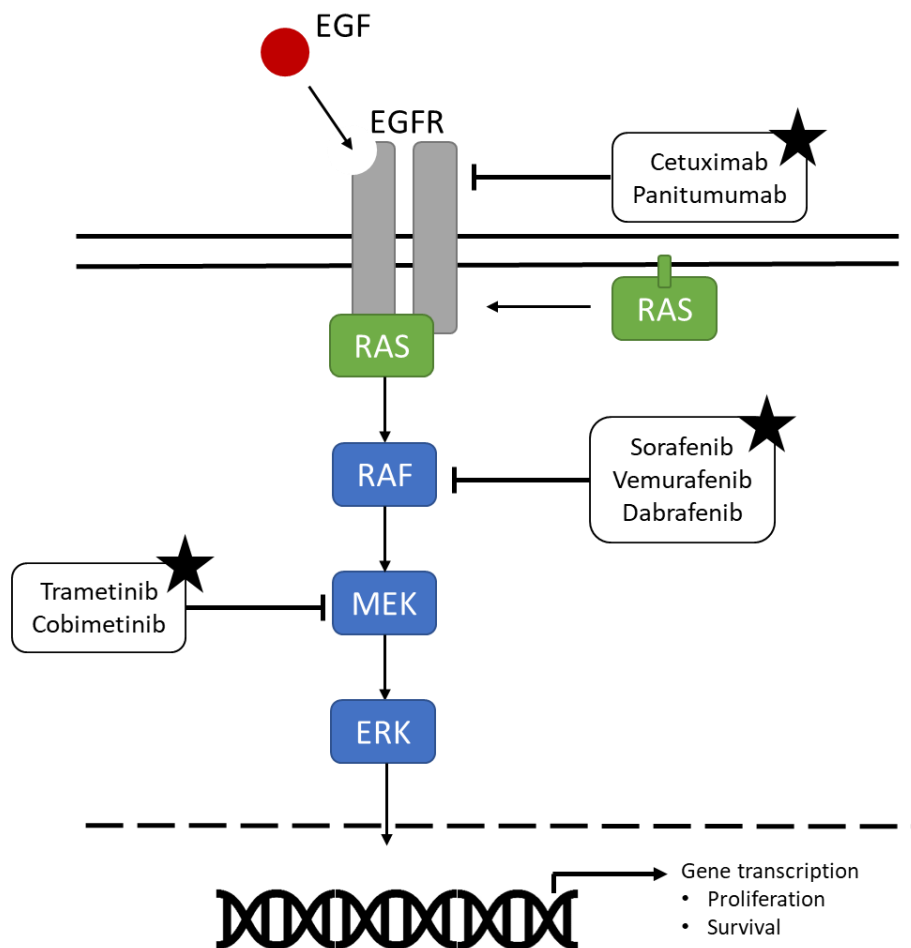 EGF
EGFR
Cetuximab
Panitumumab
RAS
RAS
RAF
Sorafenib
Vemurafenib
Dabrafenib
Trametinib
Cobimetinib
MEK
ERK
Gene transcription
• Proliferation
• Survival